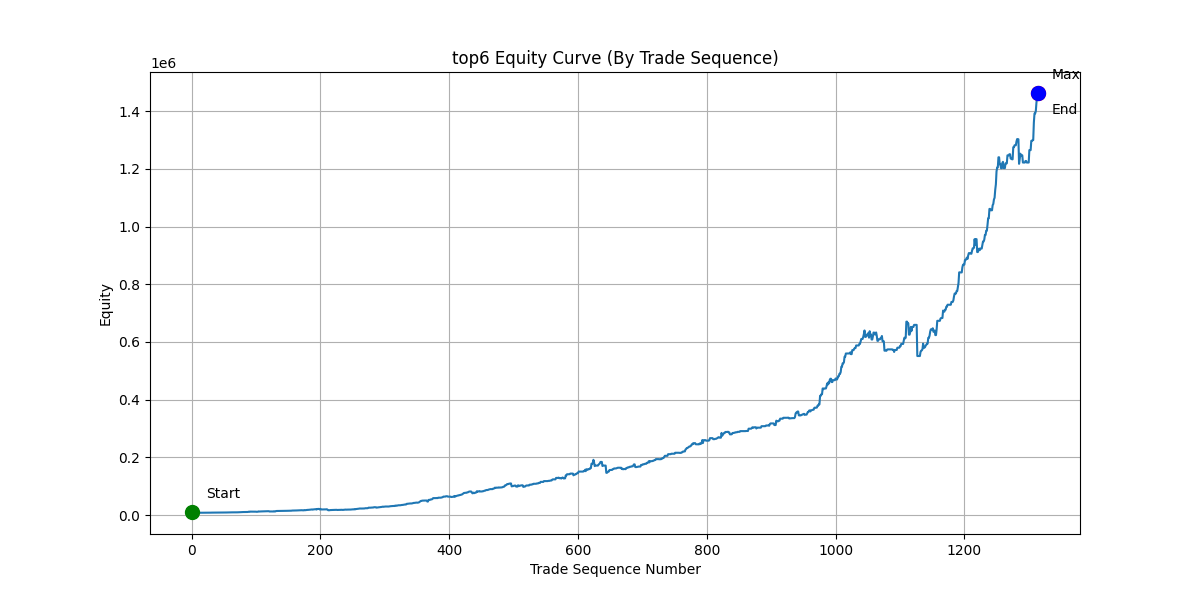 top6 Equity Curve (By Trade Sequence)
1e6
Max
End
1.4
1.2
1.0
0.8
0.6
0.4
0.2
0.0
Equity
Start
0 200 400 600 800 1000 1200
Trade Sequence Number